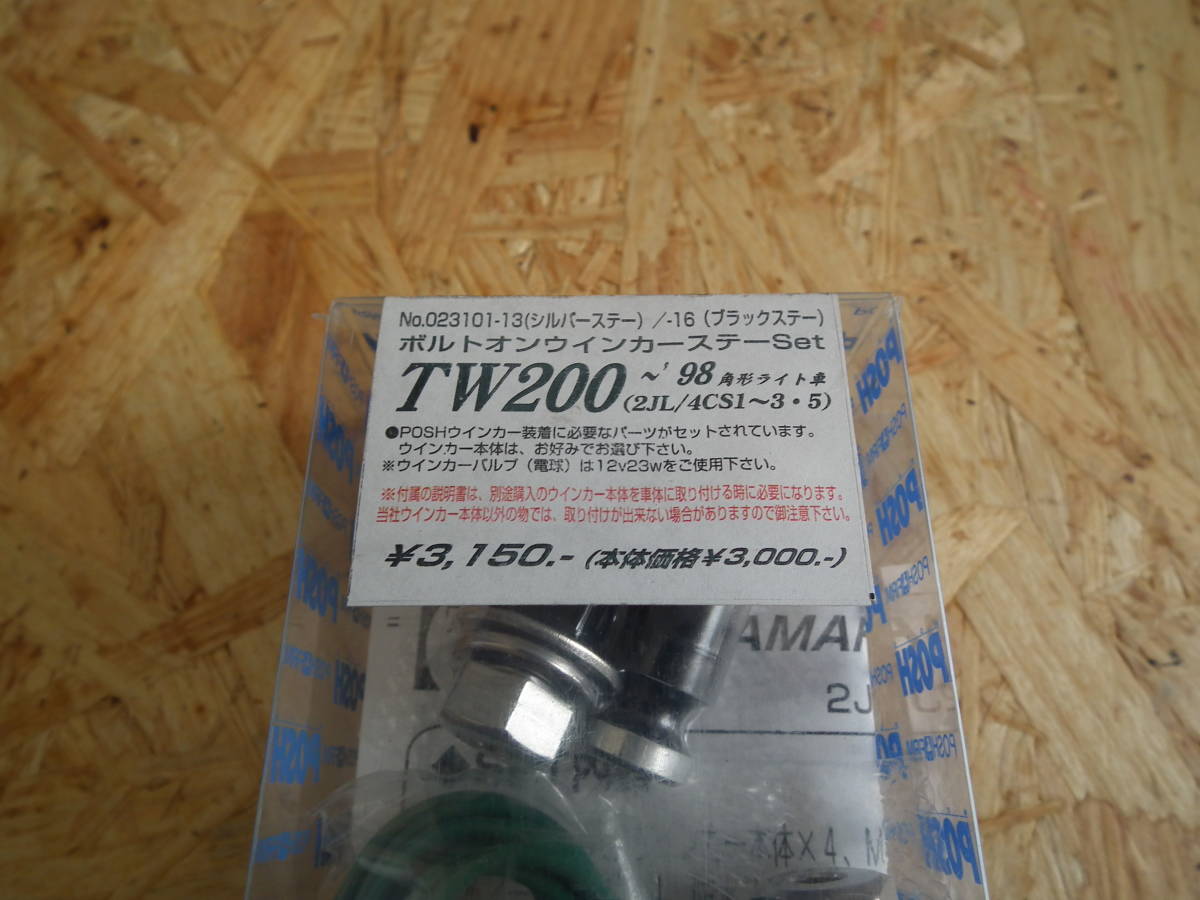 No.023101-13(シルバーステー) /-16 (ブラックステー)
ボルトオンウインカーステーSet
TW200 ~'98 角形ライト車
(2JL/4CS1~3・5)
●POSHウインカー装着に必要なパーツがセットされています。
ウインカー本体は、お好みでお選び下さい。
※ウインカーバルブ(電球)は12v23wをご使用下さい。
※付属の説明書は、別途購入のウインカー本体を車体に取り付ける時に必要になります。
当社ウインカー本体以外の物では、取り付けが出来ない場合がありますので御注意下さい。
¥3,150.- (本体価格¥3,000.-)
POSH
POSH
POSH
POSH
本体×4、M